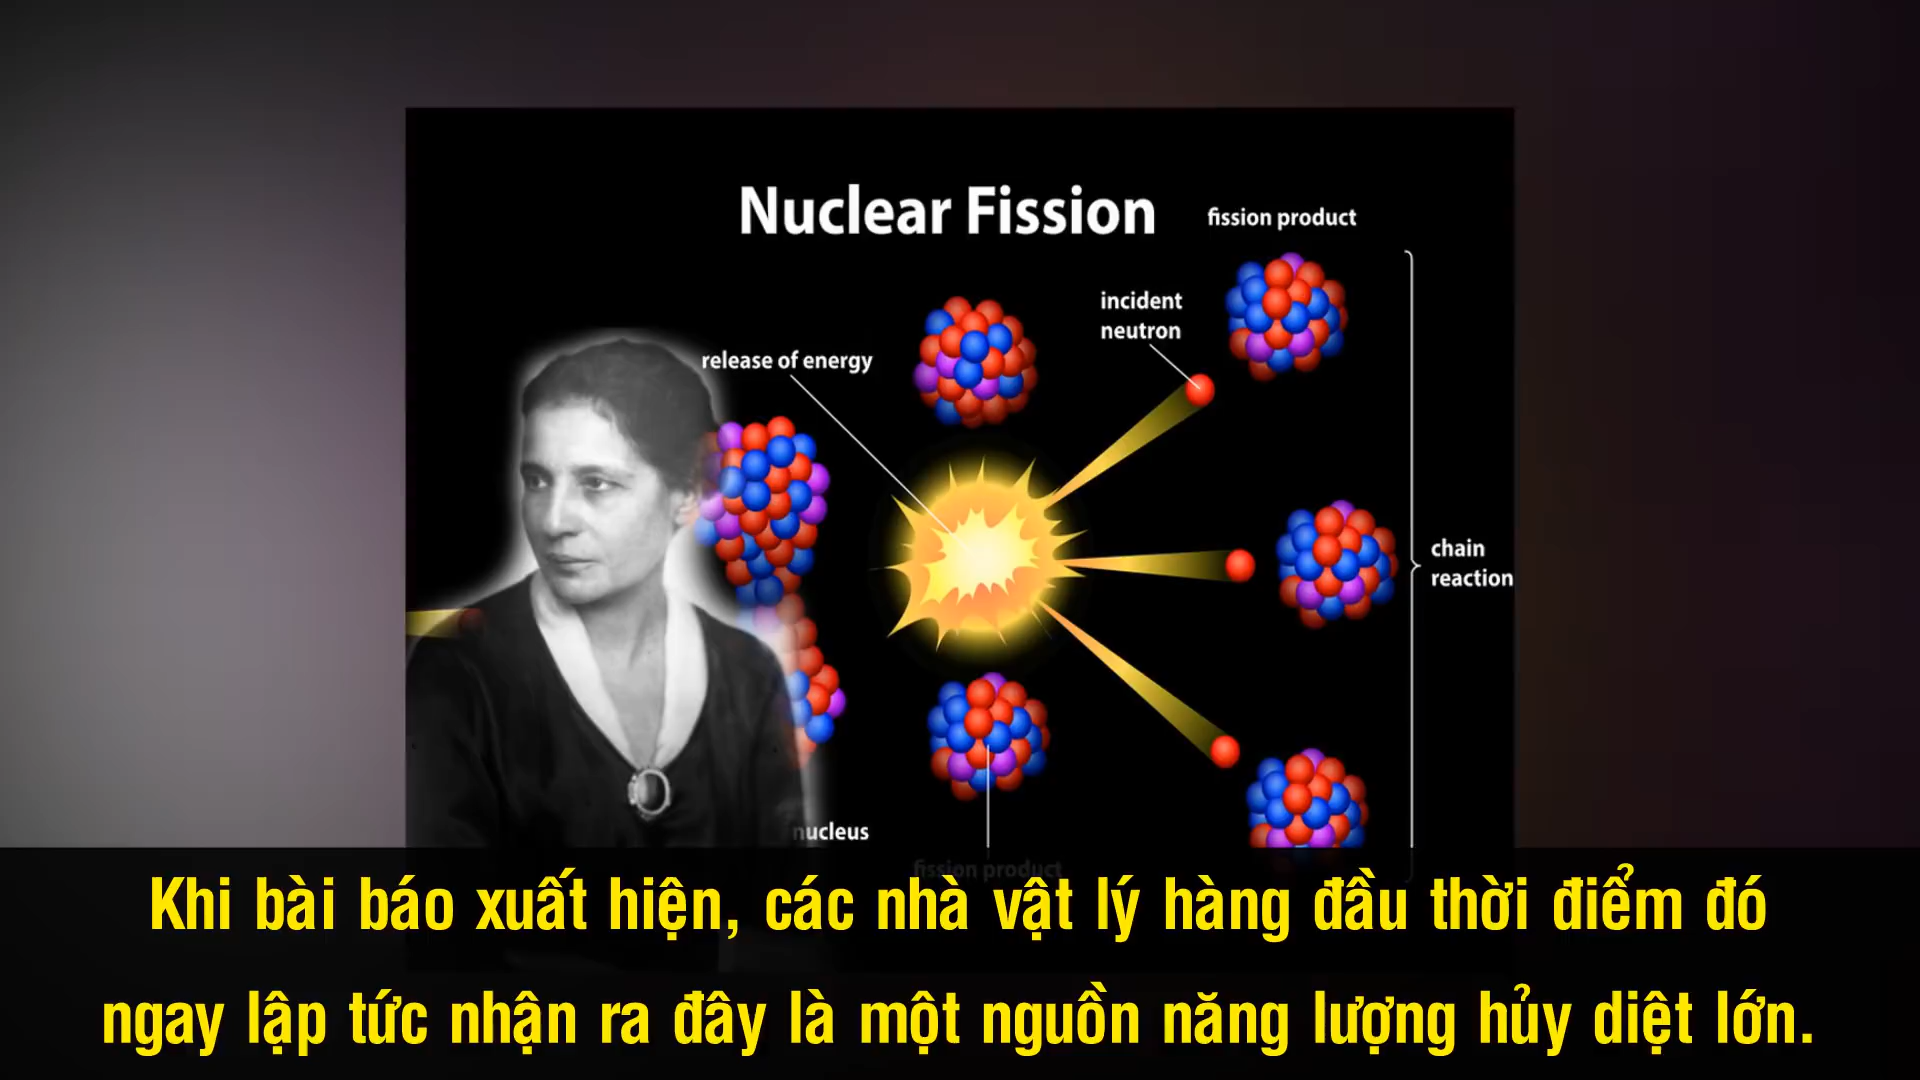 Nuclear Fission
fission product
incident
neutron
release of energy
chain
reaction
nucleus
fission product
Khi bài báo xuất hiện, các nhà vật lý hàng đầu thời điểm đó
ngay lập tức nhận ra đây là một nguồn năng lượng hủy diệt lớn.